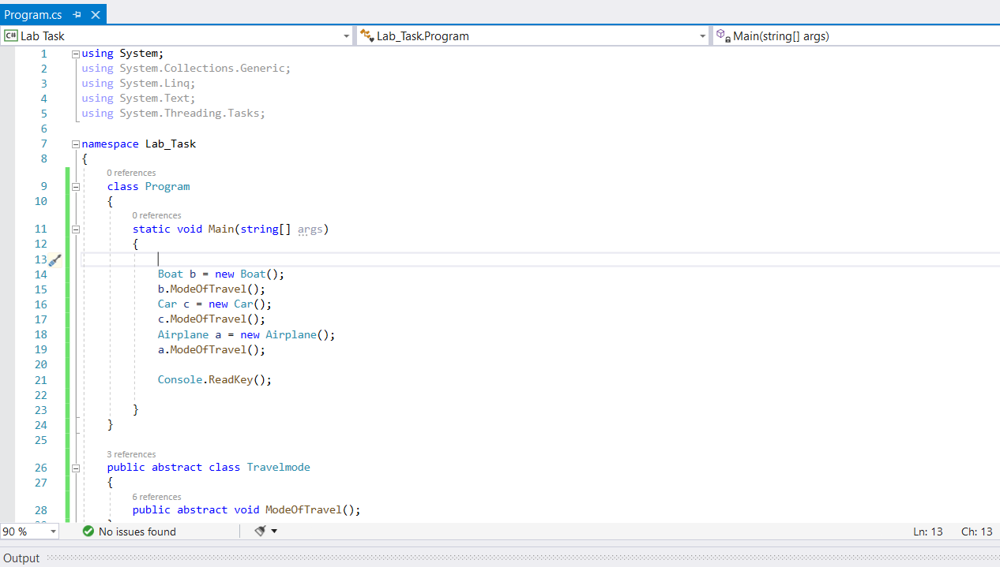 Program.cs
C# Lab Task Lab_Task.Program Main(string[] args)
1 using System;
2 using System.Collections.Generic;
3 using System.Linq;
4 using System.Text;
5 using System.Threading.Tasks;
6
7 namespace Lab_Task
8 {
0 references
9 class Program
10 {
0 references
11 static void Main(string[] args)
12 {
13
14 Boat b = new Boat();
15 b.ModeOfTravel();
16 Car c = new Car();
17 c.ModeOfTravel();
18 Airplane a = new Airplane();
19 a.ModeOfTravel();
20
21 Console.ReadKey();
22
23 }
24 }
25
3 references
26 public abstract class Travelmode
27 {
6 references
28 public abstract void ModeOfTravel();
90 % No issues found Ln: 13 Ch: 13
Output